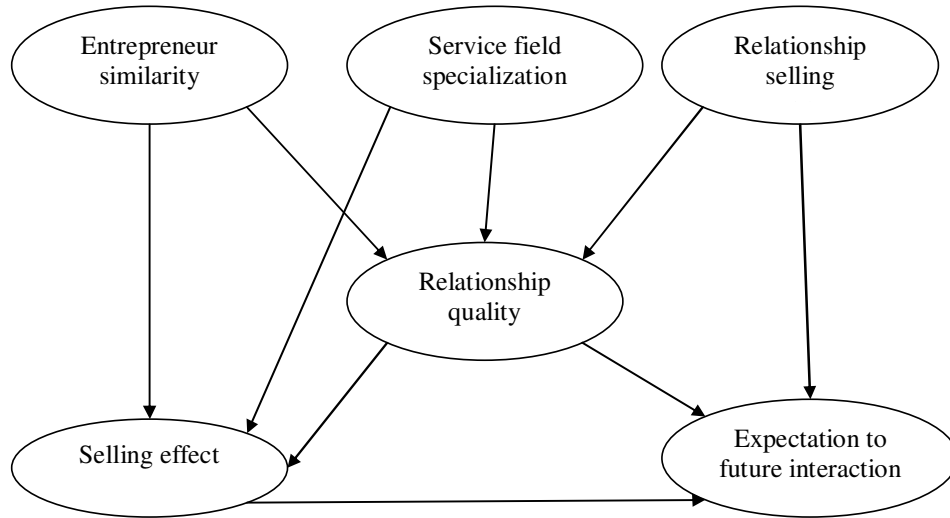 Entrepreneur
similarity
Service field
specialization
Relationship
selling
Relationship
quality
Selling effect
Expectation to
future interaction